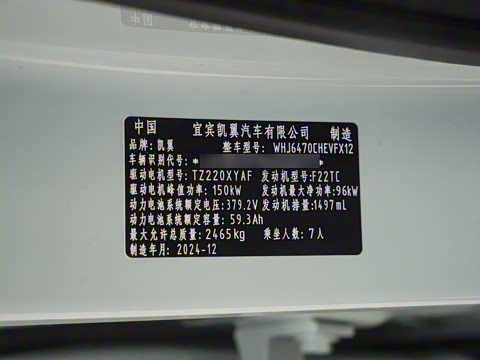 中国 宜宾凯翼汽车有限公司 制造
品牌:凯翼 整车型号:WHJ6470CHEVFX12
车辆识别代号:* *
驱动电机型号:TZ220XYAF 发动机型号:F22TC
驱动电机峰值功率:150kW 发动机最大净功率:96kW
动力电池系统额定电压:379.2V 发动机排量:1497mL
动力电池系统额定容量:59.3Ah
最大允许总质量:2465kg 乘坐人数:7人
制造年月:2024-12